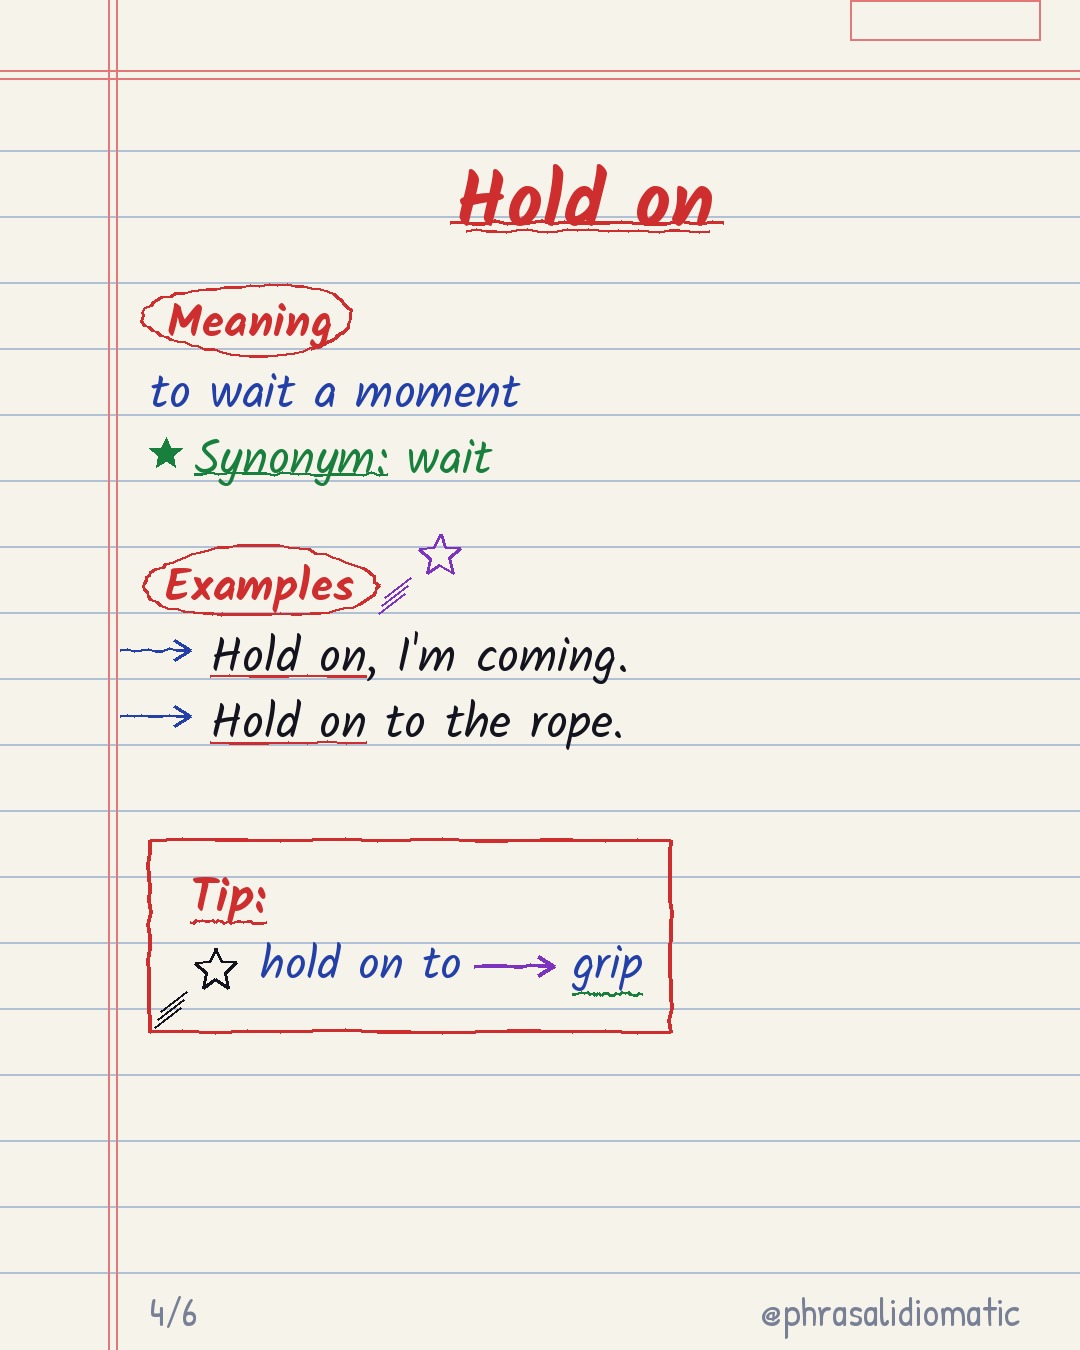 Hold on
Meaning
to wait a moment
Synonym: wait
Examples
Hold on, I'm coming.
Hold on to the rope.
Tip:
hold on to → grip
4/6
@phrasalidiomatic